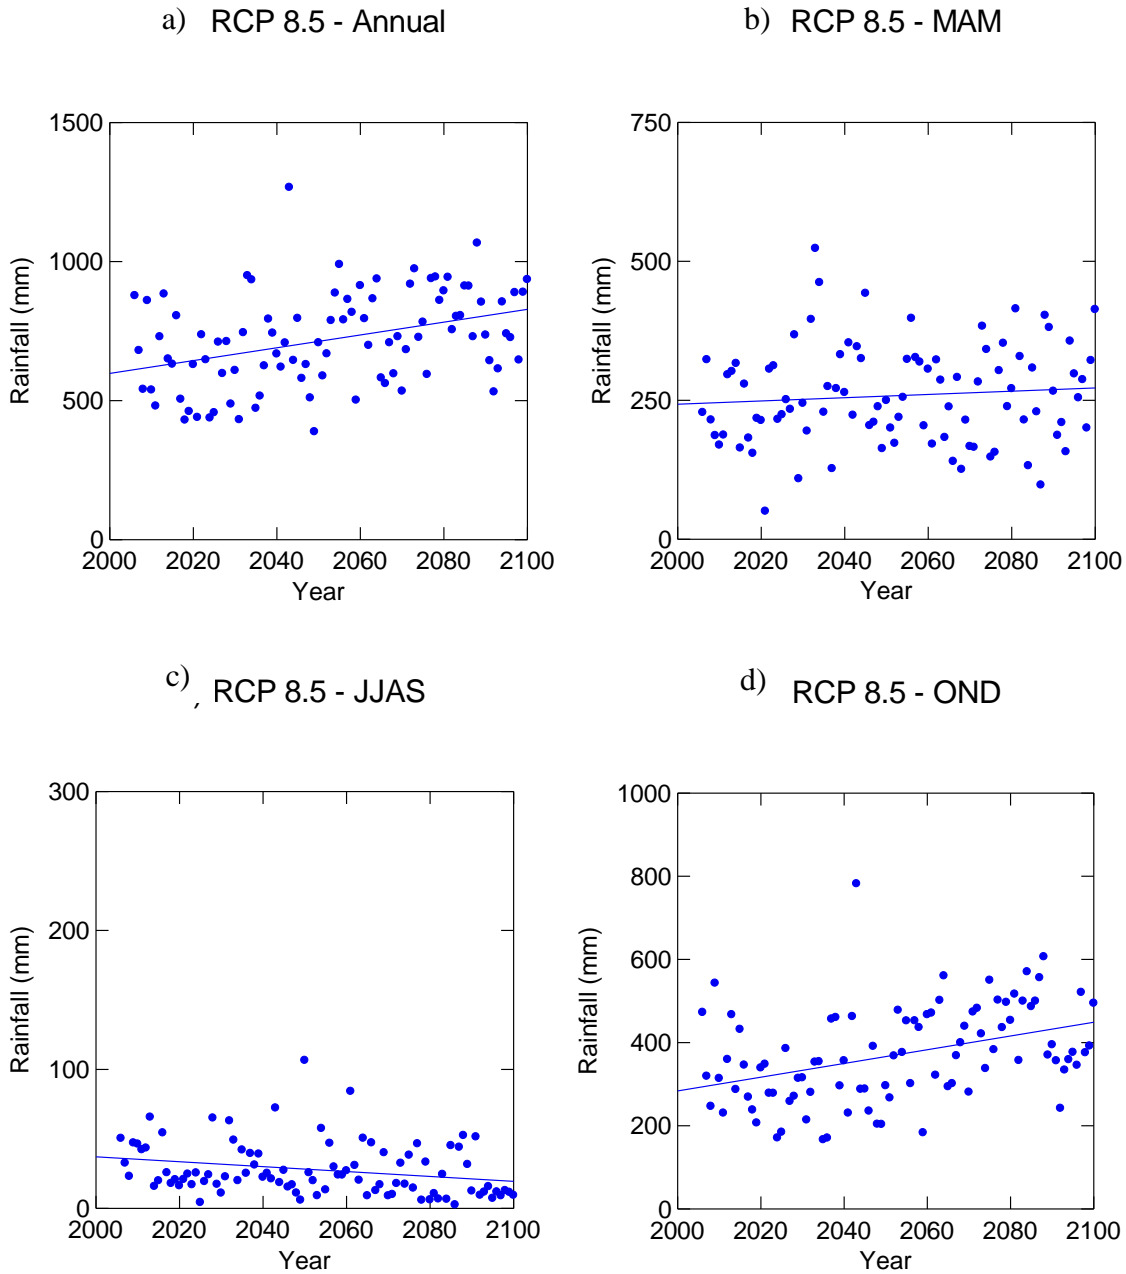 a) RCP 8.5 - Annual
1500
1000
500
0
Rainfall (mm)
2000 2020 2040 2060 2080 2100
Year
b) RCP 8.5 - MAM
750
500
250
0
Rainfall (mm)
2000 2020 2040 2060 2080 2100
Year
c) , RCP 8.5 - JJAS
300
200
100
0
Rainfall (mm)
2000 2020 2040 2060 2080 2100
Year
d) RCP 8.5 - OND
1000
800
600
400
200
0
Rainfall (mm)
2000 2020 2040 2060 2080 2100
Year